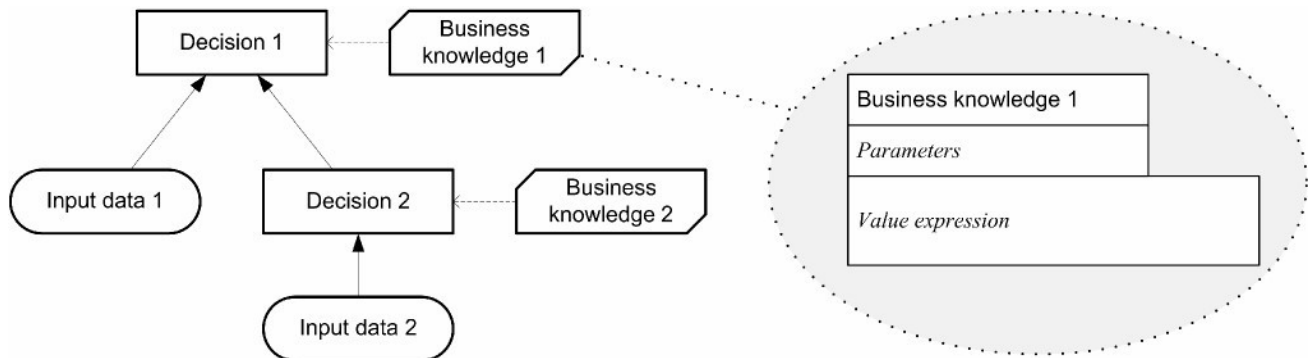 Decision 1
Business
knowledge 1
Business knowledge 1
Parameters
Value expression
Input data 1
Decision 2
Business
knowledge 2
Input data 2